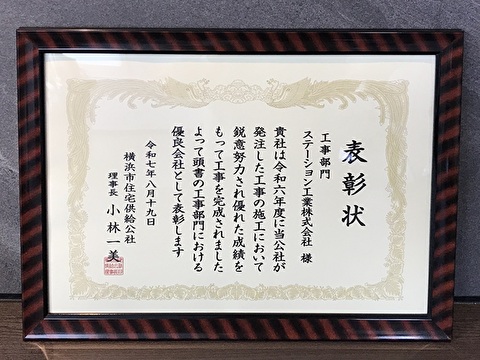 表彰状
工事部門
ステーション工業株式会社 様
貴社は令和六年度に当公社が
発注した工事の施工において
鋭意努力され優れた成績を
もって工事を完成されました
よって頭書の工事部門における
優良会社として表彰します
令和七年八月十九日
横浜市住宅供給公社
理事長 小林一美